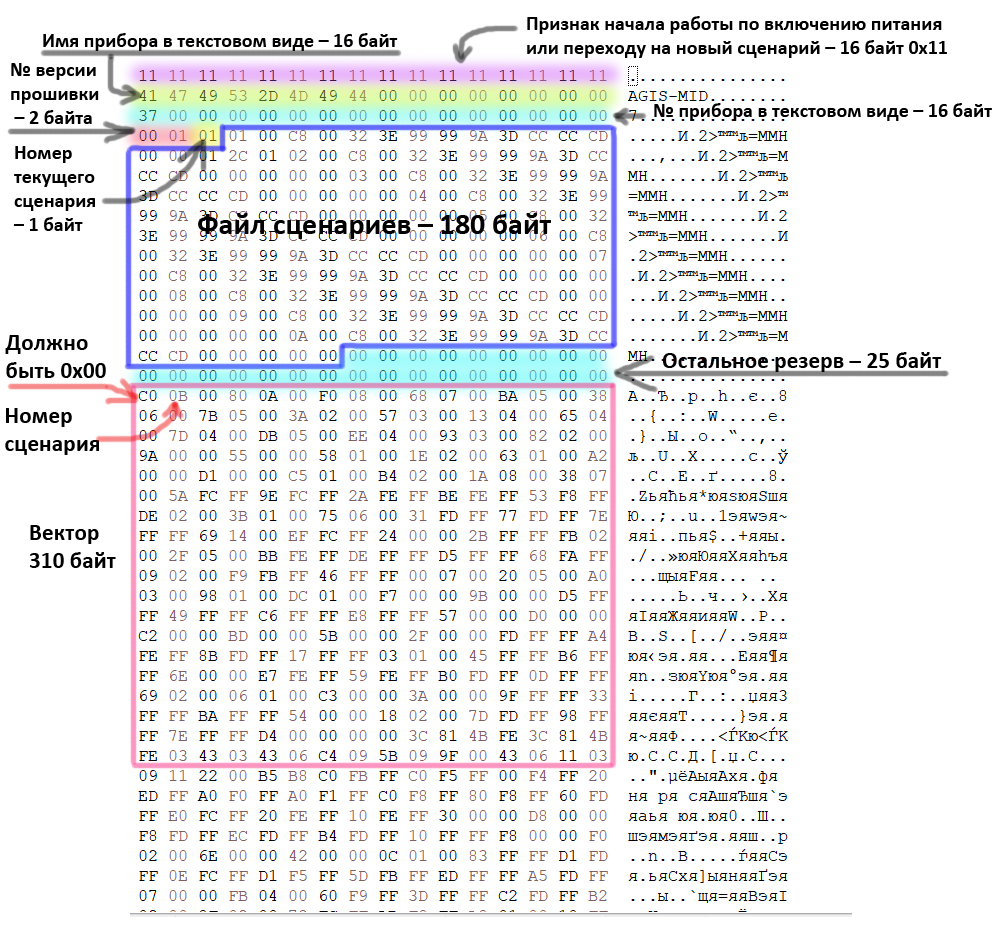 Имя прибора в текстовом виде – 16 байт
Признак начала работы по включению питания
или переходу на новый сценарий – 16 байт 0x11
№ версии
прошивки
– 2 байта
№ прибора в текстовом виде – 16 байт
Номер
текущего
сценария
– 1 байт
Файл сценариев – 180 байт
Должно
быть 0x00
Остальное резерв – 25 байт
Номер
сценария
Вектор
310 байт
11 11 11 11 11 11 11 11 11 11 11 11 11 11 11 11
41 47 49 53 2D 4D 49 44 00 00 00 00 00 00 00 00 AGIS-MID........
37 00 00 00 00 00 00 00 00 00 00 00 00 00 00 00 7...............
00 01 01 01 00 C8 00 32 3E 99 99 9A 3D CC CC CD .....И.2>™™љ=ММН
00 00 01 2C 01 02 00 C8 00 32 3E 99 99 9A 3D CC ...,...И.2>™™љ=М
CC CD 00 00 00 00 00 03 00 C8 00 32 3E 99 99 9A МН.......И.2>™™љ
3D CC CC CD 00 00 00 00 00 04 00 C8 00 32 3E 99 =ММН.......И.2>™
99 9A 3D CC CC CD 00 00 00 00 00 05 00 C8 00 32 ™љ=ММН.......И.2
3E 99 99 9A 3D CC CC CD 00 00 00 00 00 06 00 C8 >™™љ=ММН.......И
00 32 3E 99 99 9A 3D CC CC CD 00 00 00 00 00 07 .2>™™љ=ММН......
00 C8 00 32 3E 99 99 9A 3D CC CC CD 00 00 00 00 .И.2>™™љ=ММН....
00 08 00 C8 00 32 3E 99 99 9A 3D CC CC CD 00 00 ...И.2>™™љ=ММН..
00 00 00 09 00 C8 00 32 3E 99 99 9A 3D CC CC CD .....И.2>™™љ=ММН
00 00 00 00 00 0A 00 C8 00 32 3E 99 99 9A 3D CC .......И.2>™™љ=М
CC CD 00 00 00 00 00 00 00 00 00 00 00 00 00 00 МН..............
00 00 00 00 00 00 00 00 00 00 00 00 00 00 00 00 ................
C0 0B 00 80 0A 00 F0 08 00 68 07 00 BA 05 00 38 А..Ђ..р..h..є..8
06 00 7B 05 00 3A 02 00 57 03 00 13 04 00 65 04 ..{..:..W.....e.
00 7D 04 00 DB 05 00 EE 04 00 93 03 00 82 02 00 .}..Ы..о..“..‚..
9A 00 00 55 00 00 58 01 00 1E 02 00 63 01 00 A2 љ..U..X.....c..ў
00 00 D1 00 00 C5 01 00 B4 02 00 1A 08 00 38 07 ..С..Е..ґ.....8.
00 5A FC FF 9E FC FF 2A FE FF BE FE FF 53 F8 FF .Zьяћья*юяѕюяSшя
DE 02 00 3B 01 00 75 06 00 31 FD FF 77 FD FF 7E Ю..;..u..1эяwэя~
FF FF 69 14 00 EF FC FF 24 00 00 2B FF FF FB 02 яяi..пья$..+яяы.
00 2F 05 00 BB FE FF DE FF FF D5 FF FF 68 FA FF ./..»юяЮяяХяяhъя
09 02 00 F9 FB FF 46 FF FF 00 07 00 20 05 00 A0 ...щыяFяя... ..
03 00 98 01 00 DC 01 00 F7 00 00 9B 00 00 D5 FF .....Ь..ч..›..Хя
FF 49 FF FF C6 FF FF E8 FF FF 57 00 00 D0 00 00 яIяяЖяяияяW..Р..
C2 00 00 BD 00 00 5B 00 00 2F 00 00 FD FF FF A4 В..Ѕ..[../..эяя¤
FE FF 8B FD FF 17 FF FF 03 01 00 45 FF FF B6 FF юя‹эя.яя...Eяя¶я
FF 6E 00 00 E7 FE FF 59 FE FF B0 FD FF 0D FF FF яn..зюяYюя°эя.яя
69 02 00 06 01 00 C3 00 00 3A 00 00 9F FF FF 33 i.....Г..:..џяя3
FF FF BA FF FF 54 00 00 18 02 00 7D FD FF 98 FF яяєяяT.....}эя.я
FF 7E FF FF D4 00 00 00 00 3C 81 4B FE 3C 81 4B я~яяФ....<ЃKю<ЃK
FE 03 43 03 43 06 C4 09 5B 09 9F 00 43 06 11 03 ю.C.C.Д.[.џ.C...
09 11 22 00 B5 B8 C0 FB FF C0 F5 FF 00 F4 FF 20 ..".µёАыяАхя.фя
ED FF A0 F0 FF A0 F1 FF C0 F8 FF 80 F8 FF 60 FD ня ря сяАшяЂшя`э
FF E0 FC FF 20 FE FF 10 FE FF 30 00 00 D8 00 00 яаья юя.юя0..Ш..
F8 FD FF EC FD FF B4 FD FF 10 FF FF F8 00 00 F0 шэямэяґэя.яяш..р
02 00 6E 00 00 42 00 00 0C 01 00 83 FF FF D1 FD ..n..B.....ѓяяСэ
FF 0E FC FF D1 F5 FF 5D FB FF ED FF FF A5 FD FF я.ьяСхя]ыяняяҐэя
07 00 00 FB 04 00 60 F9 FF 3D FF FF C2 FD FF B2 ...ы..`щя=яяВэяІ